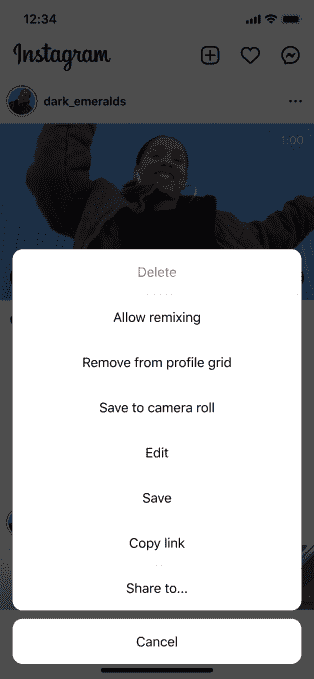 12:34
Instagram
dark_emeralds
1:00
Delete
Allow remixing
Remove from profile grid
Save to camera roll
Edit
Save
Copy link
Share to...
Cancel